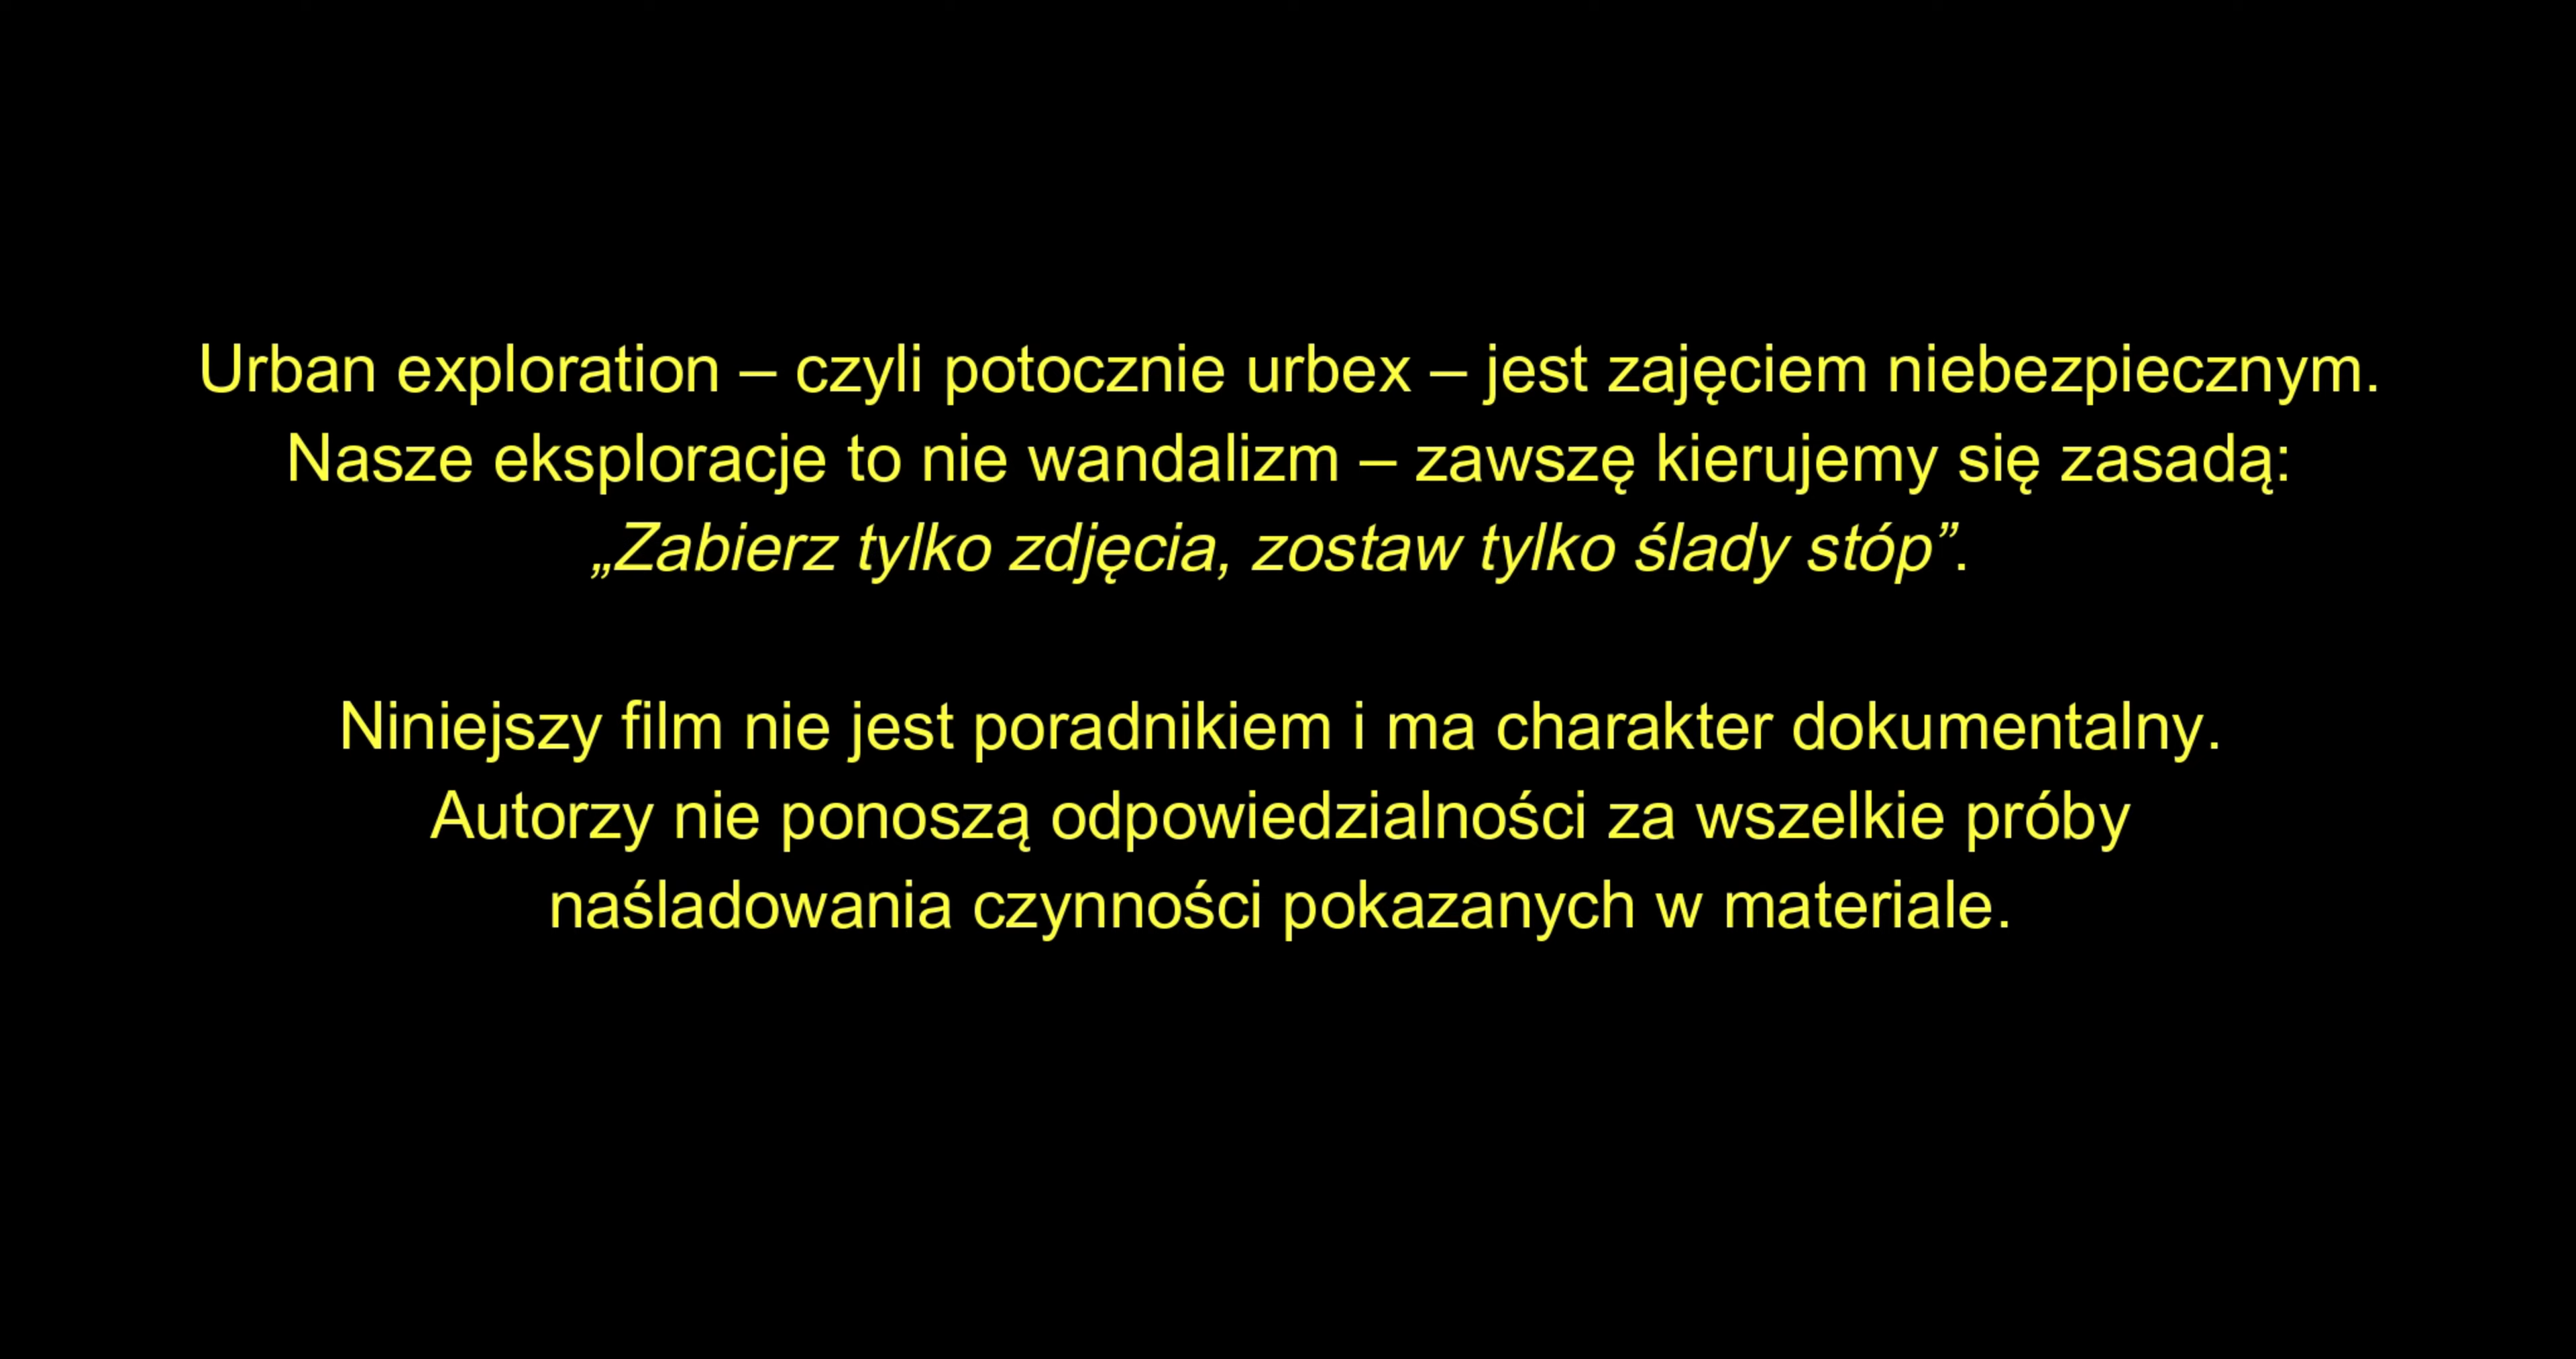 Urban exploration – czyli potocznie urbex – jest zajęciem niebezpiecznym.
Nasze eksploracje to nie wandalizm – zawszę kierujemy się zasadą:
„Zabierz tylko zdjęcia, zostaw tylko ślady stóp”.
Niniejszy film nie jest poradnikiem i ma charakter dokumentalny.
Autorzy nie ponoszą odpowiedzialności za wszelkie próby
naśladowania czynności pokazanych w materiale.